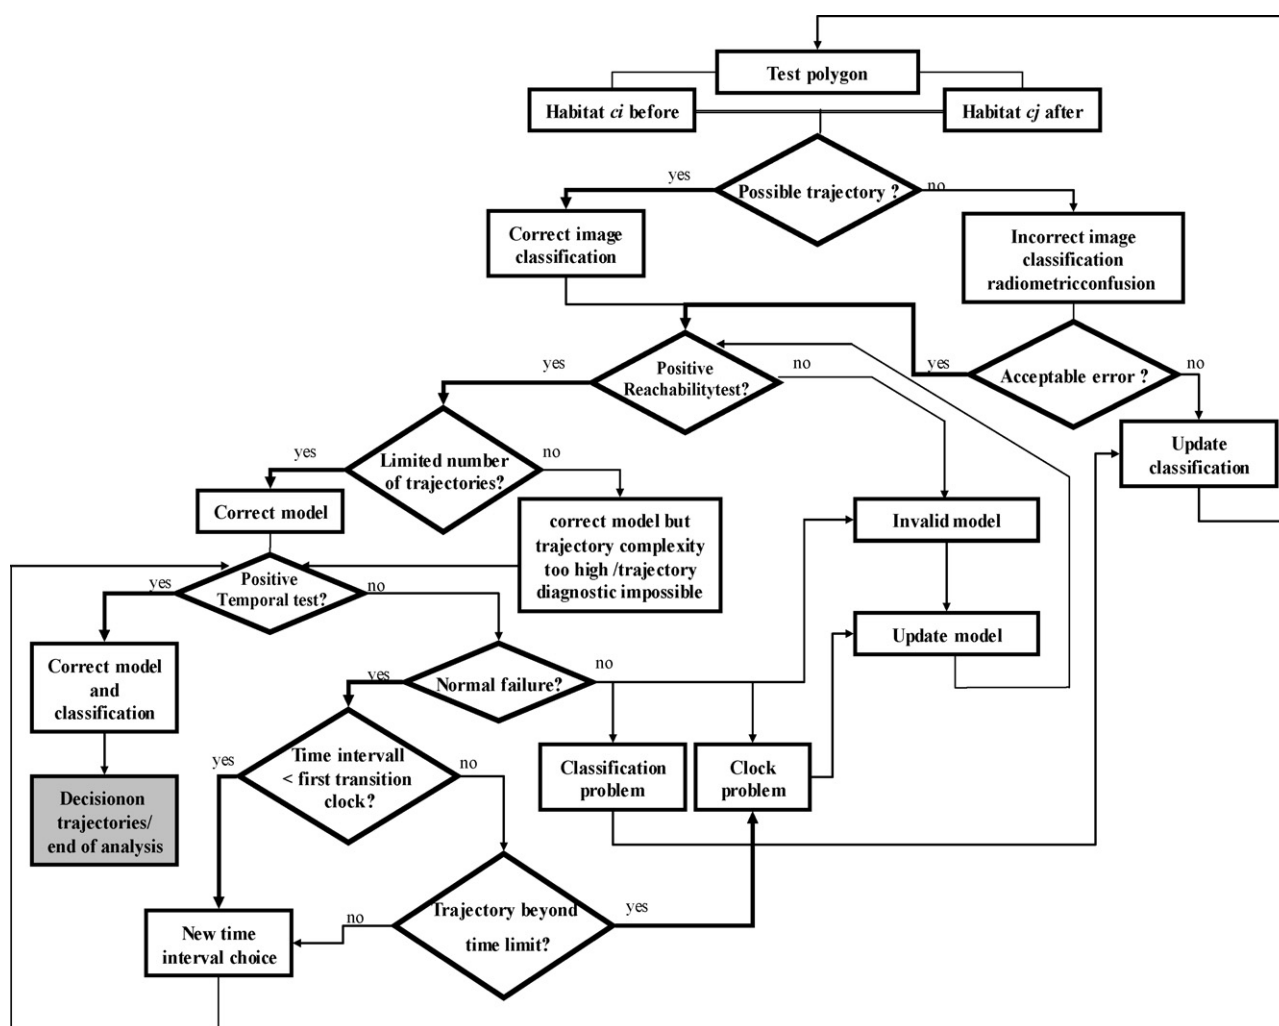 Test polygon
Habitat ci before
Habitat cj after
yes
Possible trajectory ?
no
Correct image
classification
Incorrect image
classification
radiometricconfusion
yes
Positive
Reachabilitytest?
no
yes
Acceptable error ?
no
yes
Limited number
of trajectories?
no
Update
classification
Correct model
correct model but
trajectory complexity
too high /trajectory
diagnostic impossible
Invalid model
yes
Positive
Temporal test?
no
Update model
Correct model
and
classification
yes
Normal failure?
no
yes
Time intervall
< first transition
clock?
no
Classification
problem
Clock
problem
Decisionon
trajectories/
end of analysis
New time
interval choice
no
Trajectory beyond
time limit?
yes